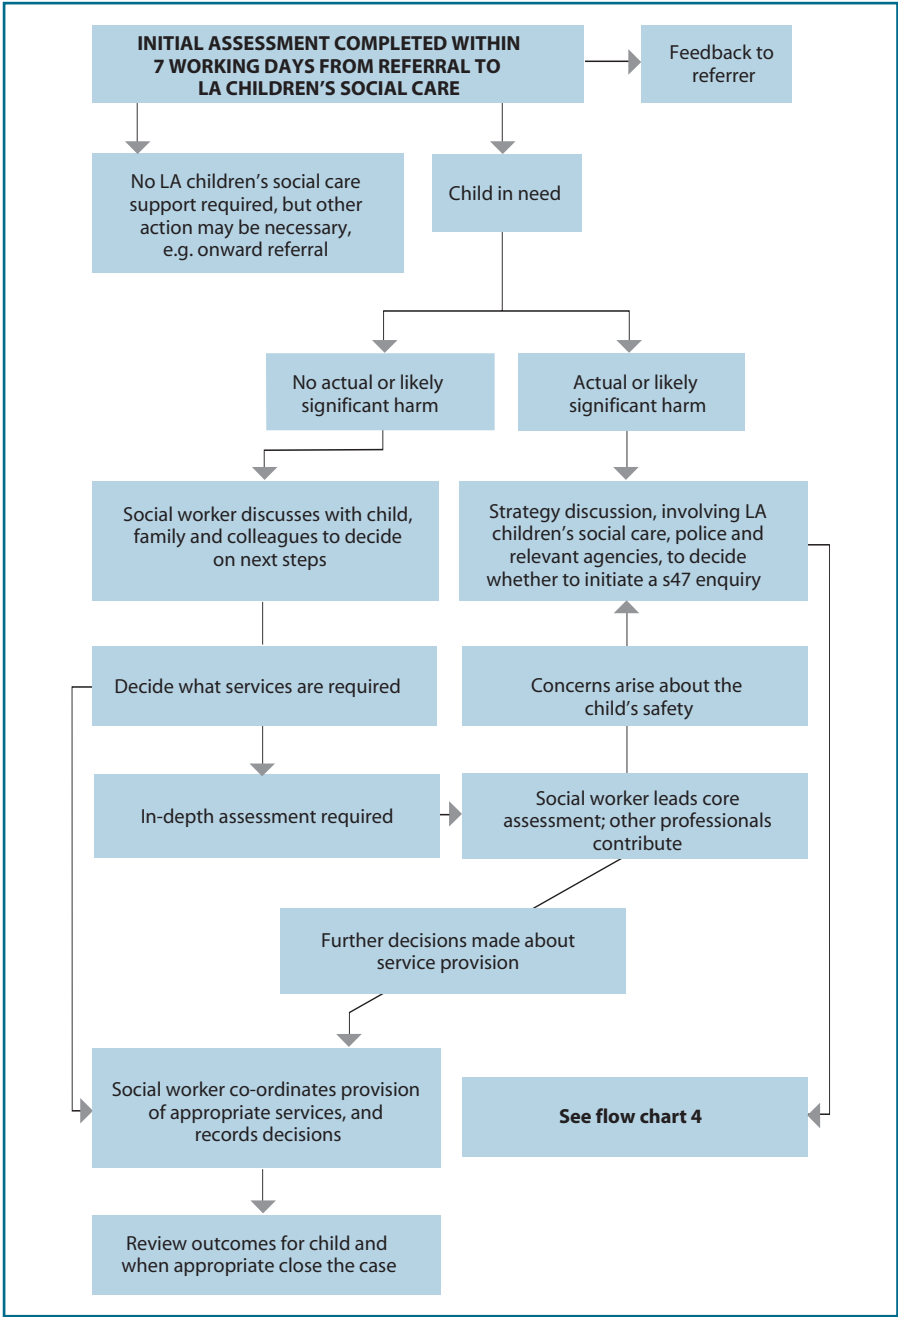 INITIAL ASSESSMENT COMPLETED WITHIN
7 WORKING DAYS FROM REFERRAL TO
LA CHILDREN'S SOCIAL CARE
Feedback to
referrer
No LA children's social care
support required, but other
action may be necessary,
e.g. onward referral
Child in need
No actual or likely
significant harm
Actual or likely
significant harm
Social worker discusses with child,
family and colleagues to decide
on next steps
Strategy discussion, involving LA
children's social care, police and
relevant agencies, to decide
whether to initiate a s47 enquiry
Decide what services are required
Concerns arise about the
child's safety
In-depth assessment required
Social worker leads core
assessment; other professionals
contribute
Further decisions made about
service provision
Social worker co-ordinates provision
of appropriate services, and
records decisions
See flow chart 4
Review outcomes for child and
when appropriate close the case